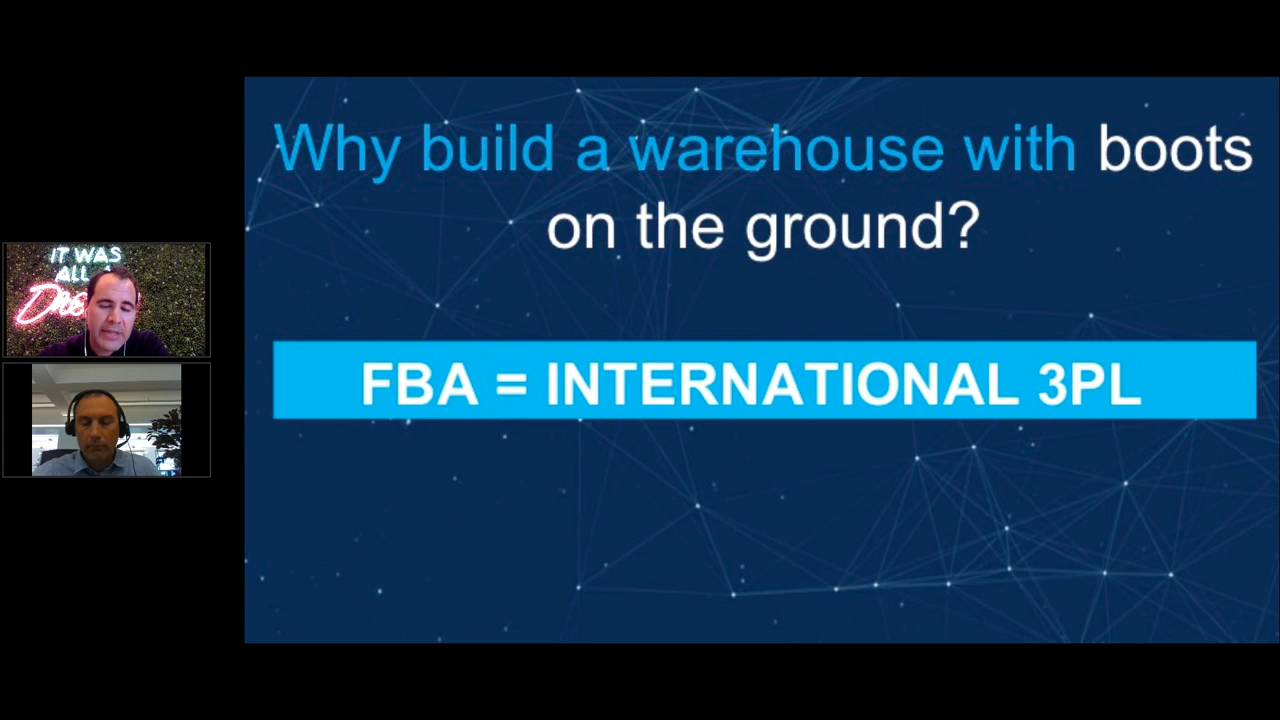 Why build a warehouse with boots
on the ground?
FBA = INTERNATIONAL 3PL
IT WAS
ALL